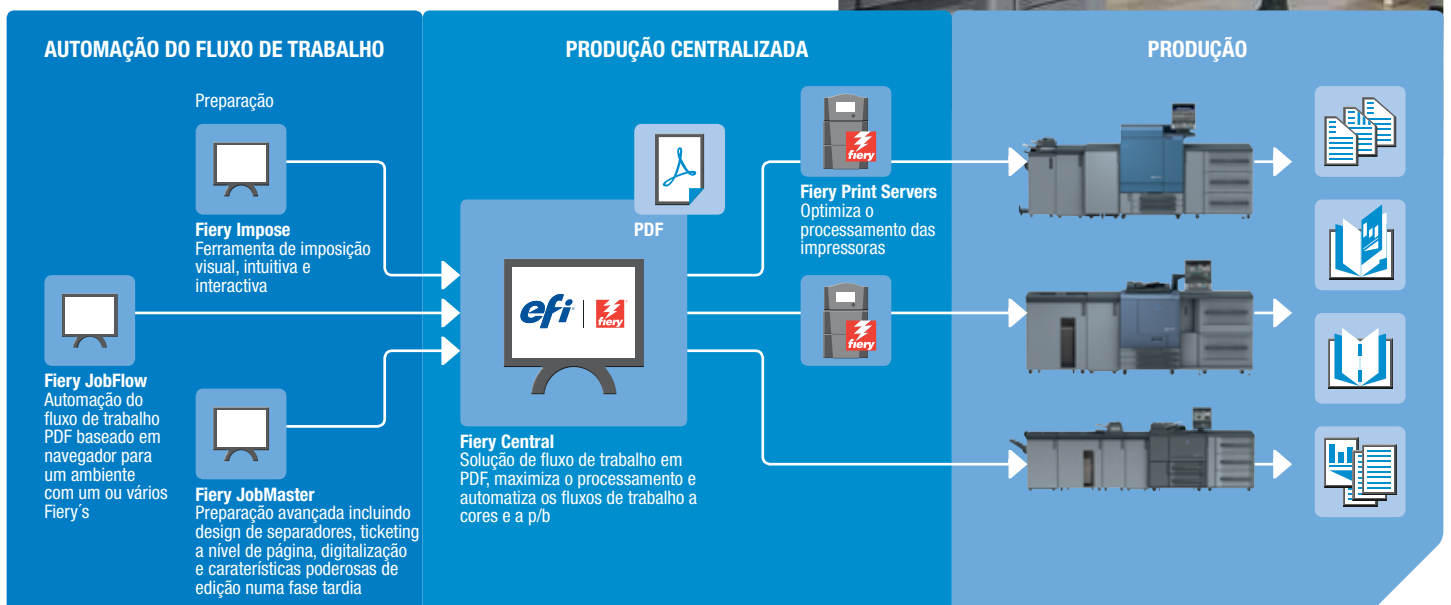 AUTOMAÇÃO DO FLUXO DE TRABALHO
Preparação
Fiery Impose
Ferramenta de imposição
visual, intuitiva e
interactiva
Fiery JobFlow
Automação do
fluxo de trabalho
PDF baseado em
navegador para
um ambiente
com um ou vários
Fiery´s
Fiery JobMaster
Preparação avançada incluindo
design de separadores, ticketing
a nível de página, digitalização
e caraterísticas poderosas de
edição numa fase tardia
PRODUÇÃO CENTRALIZADA
PDF
efi fiery
Fiery Central
Solução de fluxo de trabalho em
PDF, maximiza o processamento e
automatiza os fluxos de trabalho a
cores e a p/b
fiery
Fiery Print Servers
Optimiza o
processamento das
impressoras
fiery
PRODUÇÃO